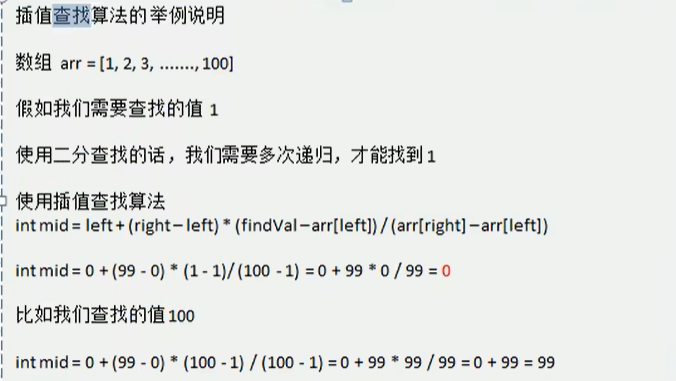 插值查找算法的举例说明
数组 arr = [1, 2, 3, ......., 100]
假如我们需要查找的值 1
使用二分查找的话，我们需要多次递归，才能找到 1
使用插值查找算法
int mid = left + (right – left) * (findVal – arr[left]) / (arr[right] – arr[left])
int mid = 0 + (99 - 0) * (1 - 1)/ (100 - 1) = 0 + 99 * 0 / 99 = 0
比如我们查找的值 100
int mid = 0 + (99 - 0) * (100 - 1) / (100 - 1) = 0 + 99 * 99 / 99 = 0 + 99 = 99